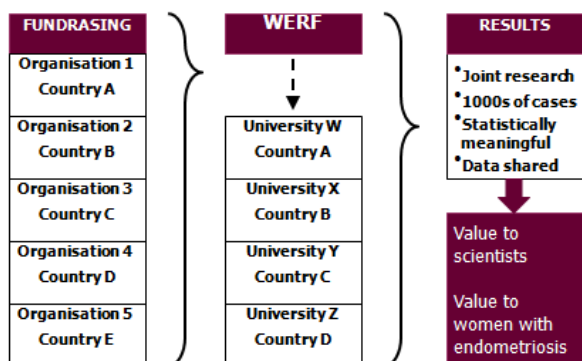 FUNDRASING
Organisation 1
Country A
Organisation 2
Country B
Organisation 3
Country C
Organisation 4
Country D
Organisation 5
Country E
WERF
University W
Country A
University X
Country B
University Y
Country C
University Z
Country D
RESULTS
•Joint research
•1000s of cases
•Statistically
meaningful
•Data shared
Value to
scientists
Value to
women with
endometriosis